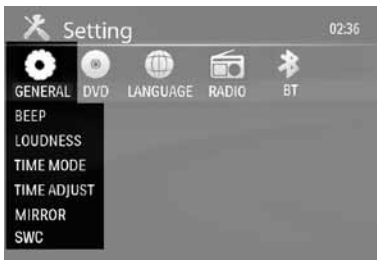 Setting 02:36
GENERAL DVD LANGUAGE RADIO BT
BEEP
LOUDNESS
TIME MODE
TIME ADJUST
MIRROR
SWC